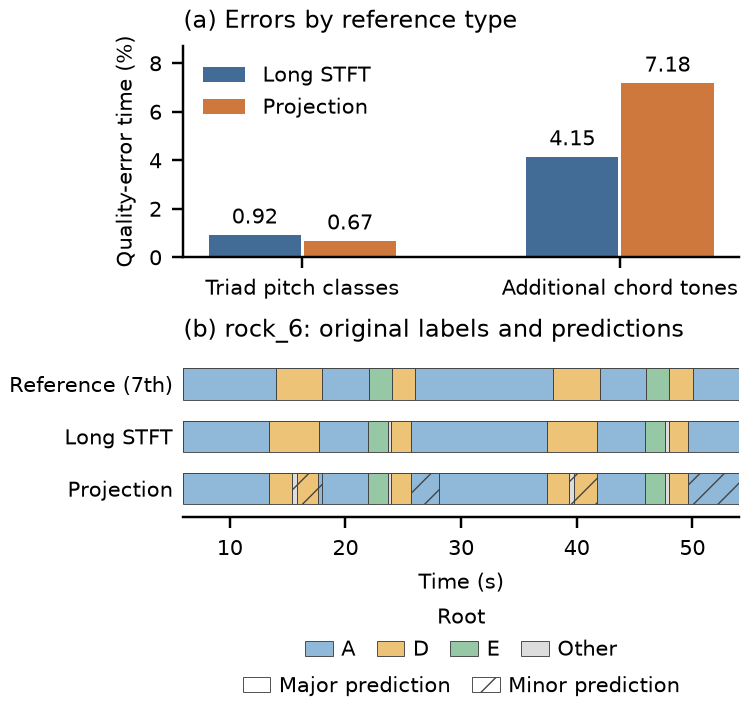 (a) Errors by reference type
Quality-error time (%)
8
6
4
2
0
Long STFT
Projection
0.92
0.67
4.15
7.18
Triad pitch classes
Additional chord tones
(b) rock_6: original labels and predictions
Reference (7th)
Long STFT
Projection
10 20 30 40 50
Time (s)
Root
A D E Other
Major prediction Minor prediction